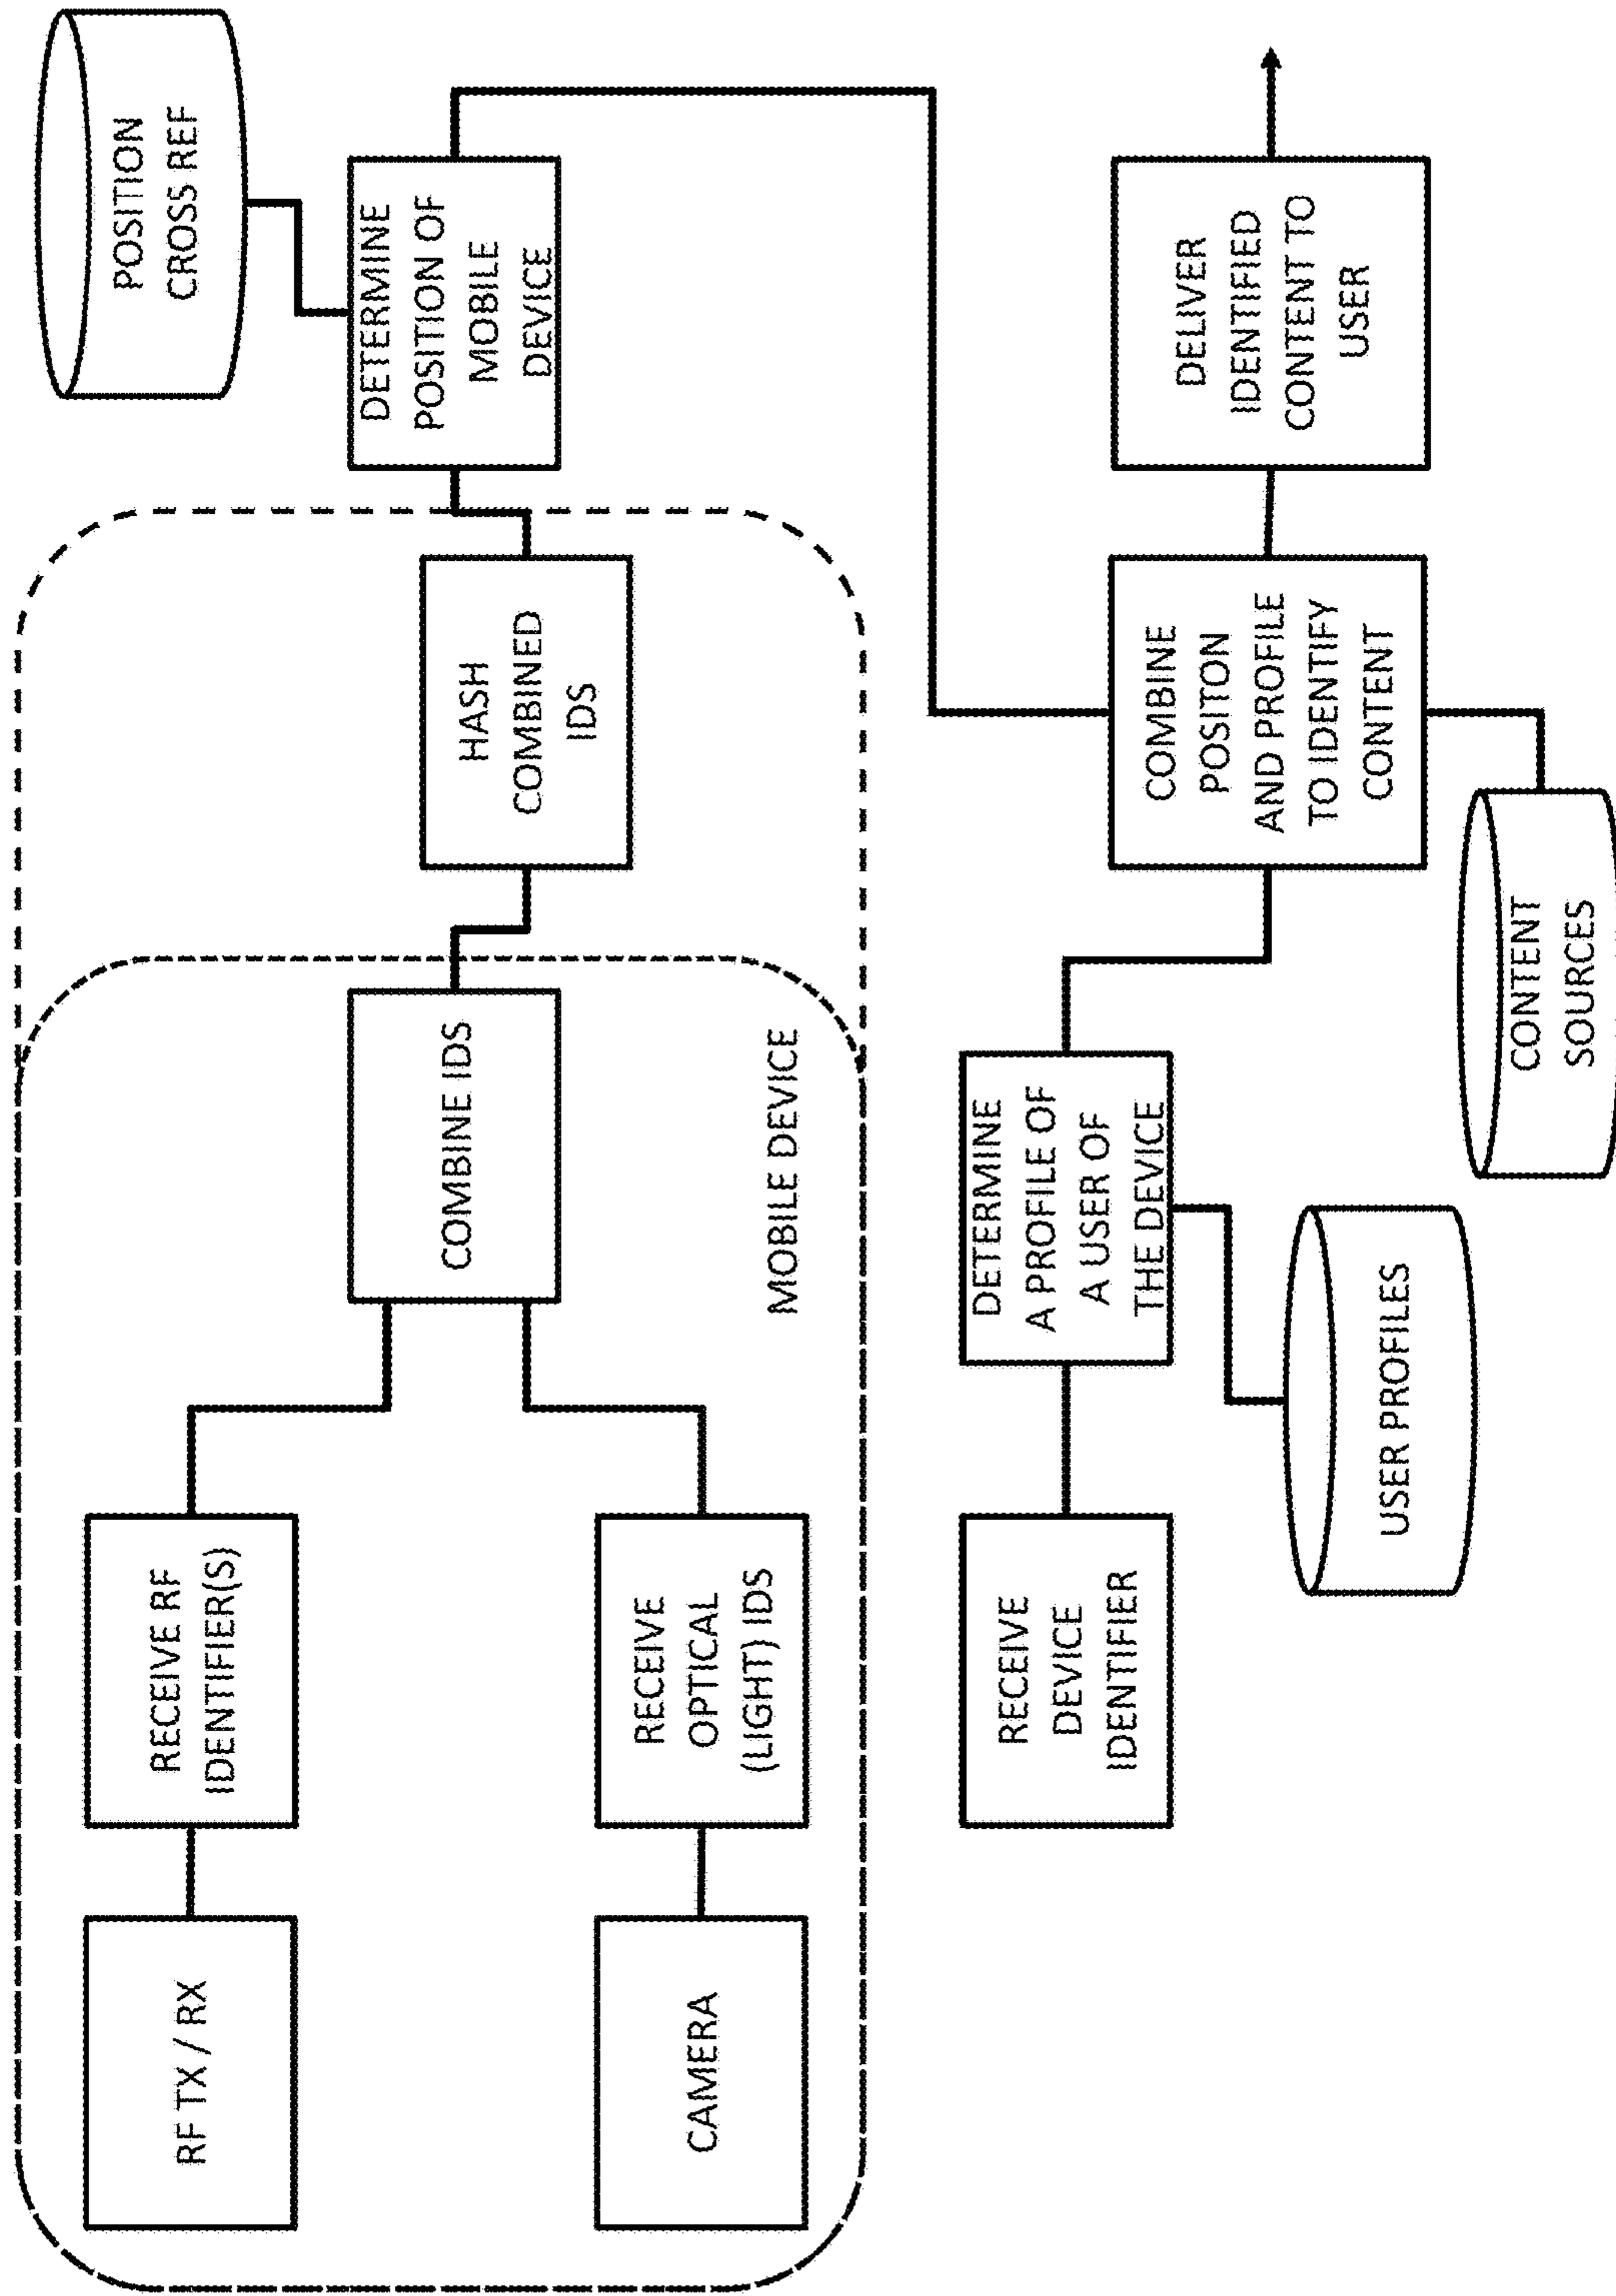 POSITION
CROSS REF
RF TX / RX
RECEIVE RF
IDENTIFIER(S)
COMBINE IDS
HASH
COMBINED
IDS
DETERMINE
POSITION OF
MOBILE
DEVICE
CAMERA
RECEIVE
OPTICAL
(LIGHT) IDS
MOBILE DEVICE
RECEIVE
DEVICE
IDENTIFIER
DETERMINE
A PROFILE OF
A USER OF
THE DEVICE
COMBINE
POSITON
AND PROFILE
TO IDENTIFY
CONTENT
DELIVER
IDENTIFIED
CONTENT TO
USER
USER PROFILES
CONTENT
SOURCES